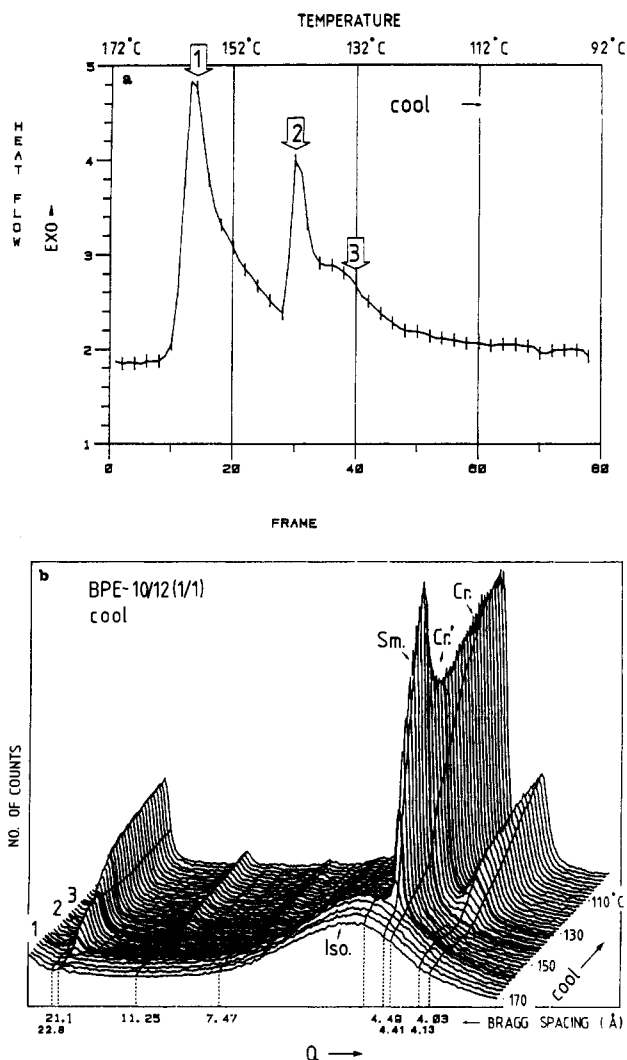 TEMPERATURE
172°C 152°C 132°C 112°C 92°C
a
1
2
3
cool →
5
4
3
2
1
HEAT FLOW
EXO →
0 20 40 60 80
FRAME
b
BPE-10/12 (1/1)
cool
Sm.
Cr.'
Cr.
NO. OF COUNTS
1 2 3
Iso.
110°C
130
150
170
cool →
21.1 11.25 7.47 4.48 4.03 ← BRAGG SPACING (Å)
22.8 4.41 4.13
Q →